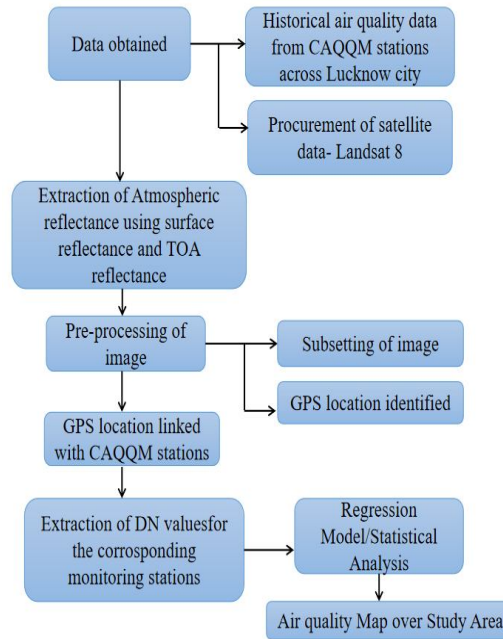 Data obtained
Historical air quality data
from CAQQM stations
across Lucknow city
Procurement of satellite
data- Landsat 8
Extraction of Atmospheric
reflectance using surface
reflectance and TOA
reflectance
Pre-processing of
image
Subsetting of image
GPS location identified
GPS location linked
with CAQQM stations
Extraction of DN valuesfor
the corrosponding
monitoring stations
Regression
Model/Statistical
Analysis
Air quality Map over Study Area